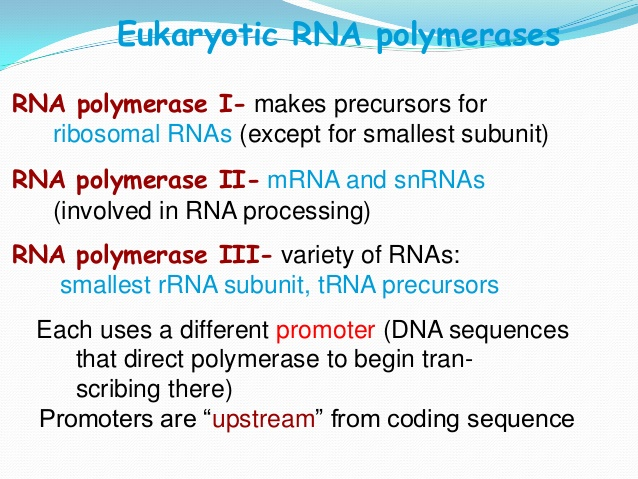 Eukaryotic RNA polymerases
RNA polymerase I- makes precursors for
ribosomal RNAs (except for smallest subunit)
RNA polymerase II- mRNA and snRNAs
(involved in RNA processing)
RNA polymerase III- variety of RNAs:
smallest rRNA subunit, tRNA precursors
Each uses a different promoter (DNA sequences
that direct polymerase to begin tran-
scribing there)
Promoters are “upstream” from coding sequence